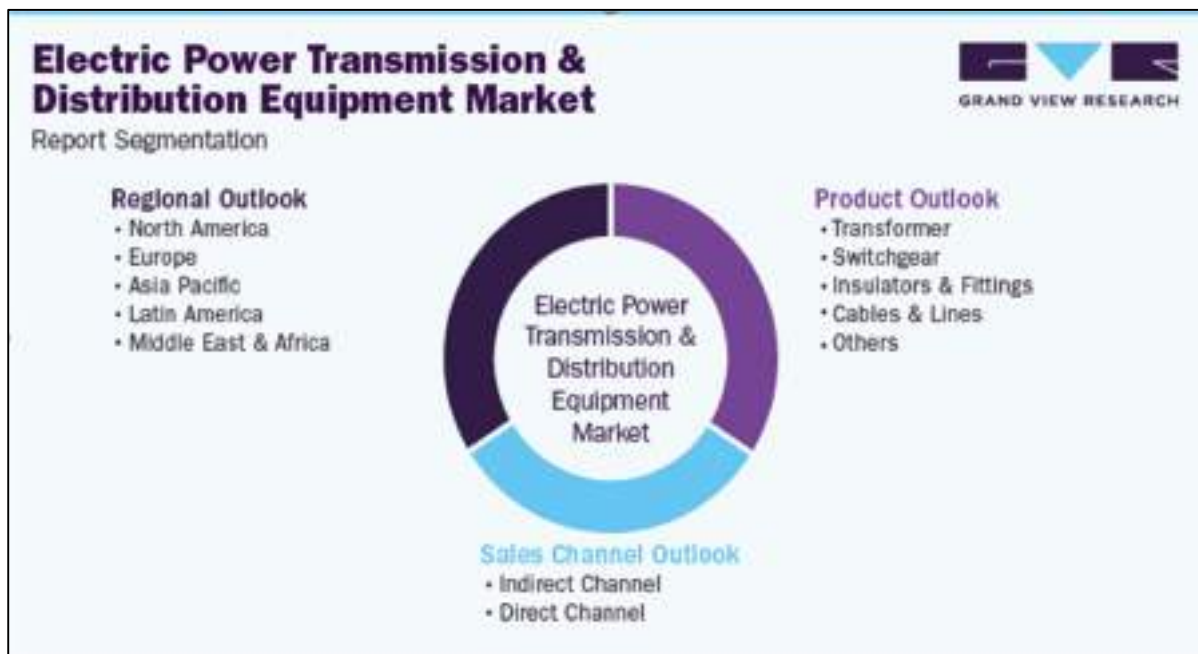 Electric Power Transmission &
Distribution Equipment Market
Report Segmentation
GRAND VIEW RESEARCH
Regional Outlook
• North America
• Europe
• Asia Pacific
• Latin America
• Middle East & Africa
Electric Power
Transmission &
Distribution
Equipment
Market
Product Outlook
• Transformer
• Switchgear
• Insulators & Fittings
• Cables & Lines
• Others
Sales Channel Outlook
• Indirect Channel
• Direct Channel